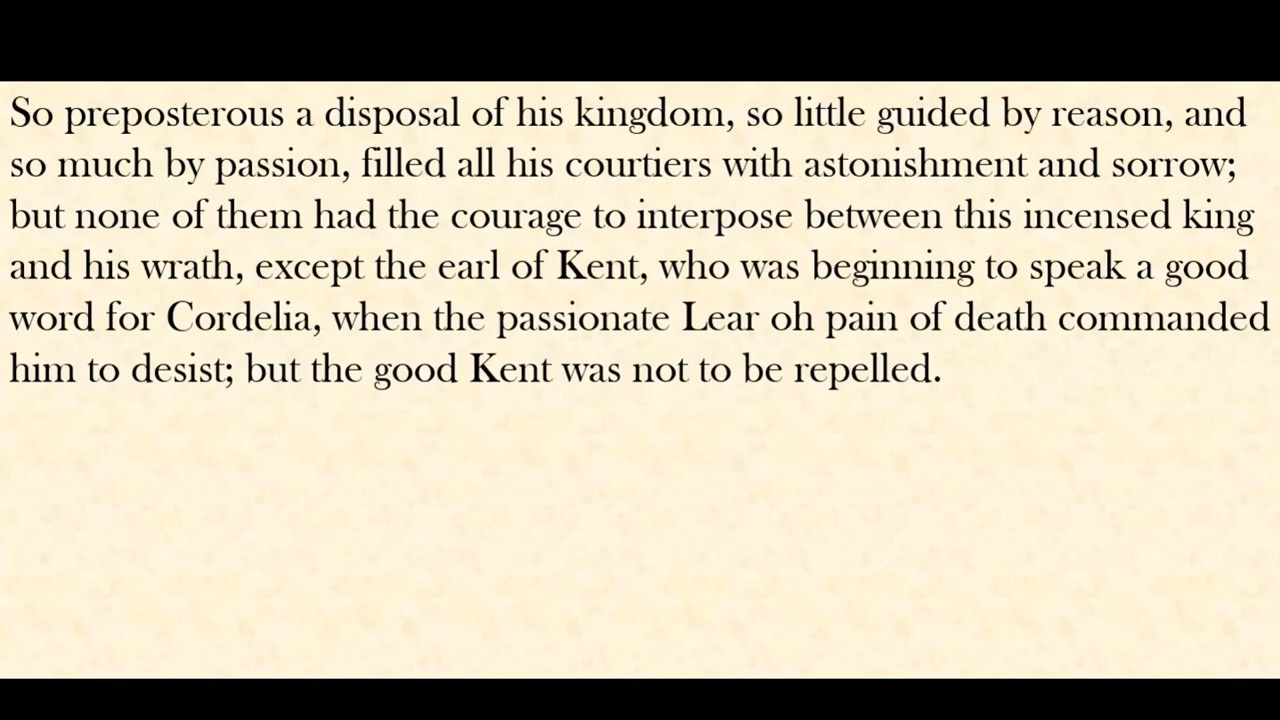 So preposterous a disposal of his kingdom, so little guided by reason, and
so much by passion, filled all his courtiers with astonishment and sorrow;
but none of them had the courage to interpose between this incensed king
and his wrath, except the earl of Kent, who was beginning to speak a good
word for Cordelia, when the passionate Lear oh pain of death commanded
him to desist; but the good Kent was not to be repelled.